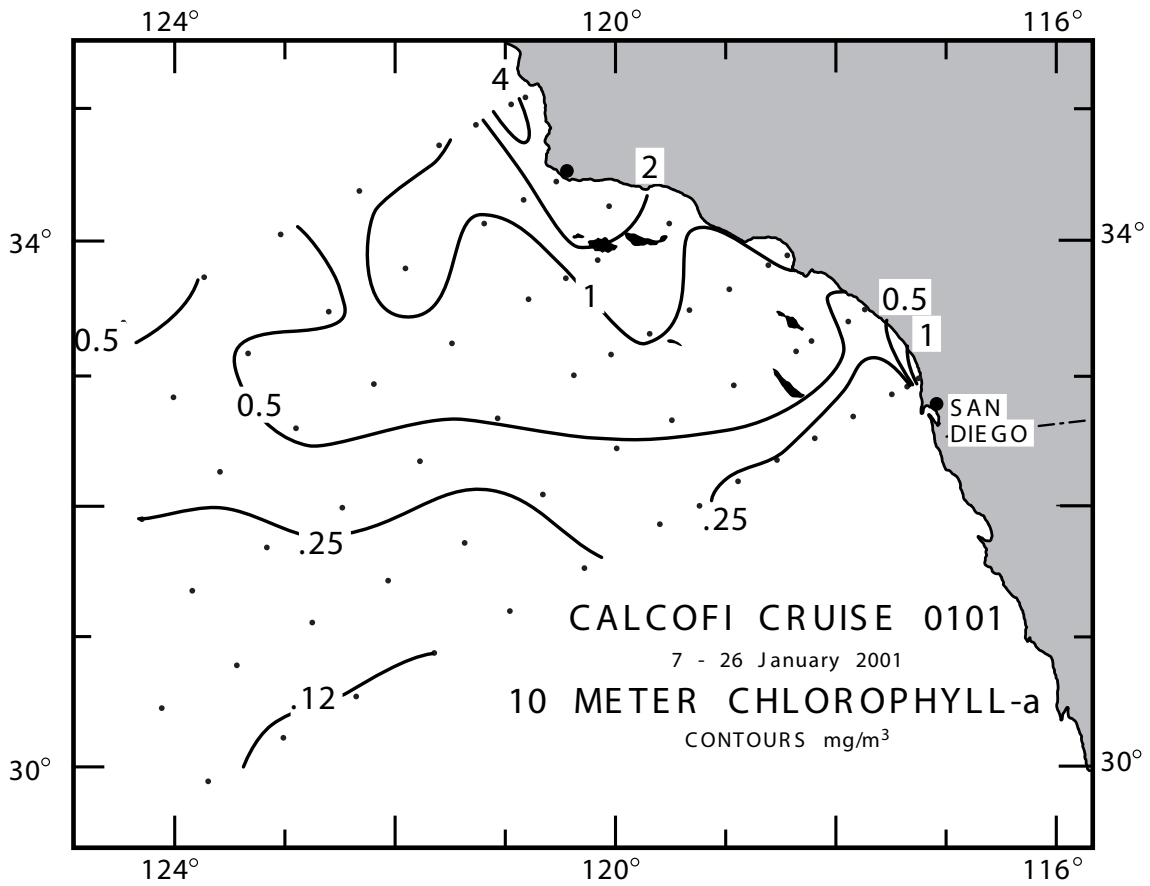 124° 120° 116°
4
2
34° 34°
1
0.5
0.5
1
0.5
SAN
DIEGO
.25
.25
CALCOFI CRUISE 0101
7 - 26 January 2001
.12
10 METER CHLOROPHYLL-a
CONTOURS mg/m³
30° 30°
124° 120° 116°